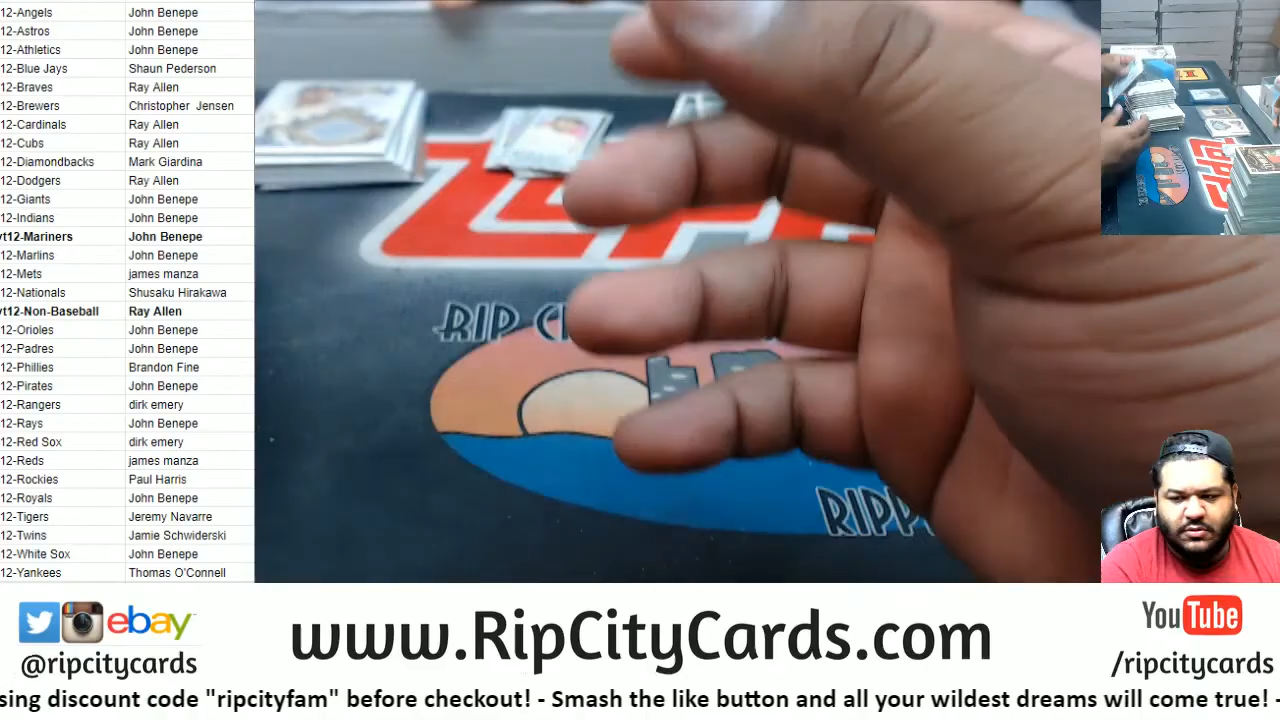 12-Angels John Benepe
12-Astros John Benepe
12-Athletics John Benepe
12-Blue Jays Shaun Pederson
12-Braves Ray Allen
12-Brewers Christopher Jensen
12-Cardinals Ray Allen
12-Cubs Ray Allen
12-Diamondbacks Mark Giardina
12-Dodgers Ray Allen
12-Giants John Benepe
12-Indians John Benepe
yt12-Mariners John Benepe
12-Marlins John Benepe
12-Mets james manza
12-Nationals Shusaku Hirakawa
yt12-Non-Baseball Ray Allen
12-Orioles John Benepe
12-Padres John Benepe
12-Phillies Brandon Fine
12-Pirates John Benepe
12-Rangers dirk emery
12-Rays John Benepe
12-Red Sox dirk emery
12-Reds james manza
12-Rockies Paul Harris
12-Royals John Benepe
12-Tigers Jeremy Navarre
12-Twins Jamie Schwiderski
12-White Sox John Benepe
12-Yankees Thomas O'Connell
RIP CI
RIPP
ebay
@ripcitycards
www.RipCityCards.com
YouTube
/ripcitycards
sing discount code "ripcityfam" before checkout! - Smash the like button and all your wildest dreams will come true! -